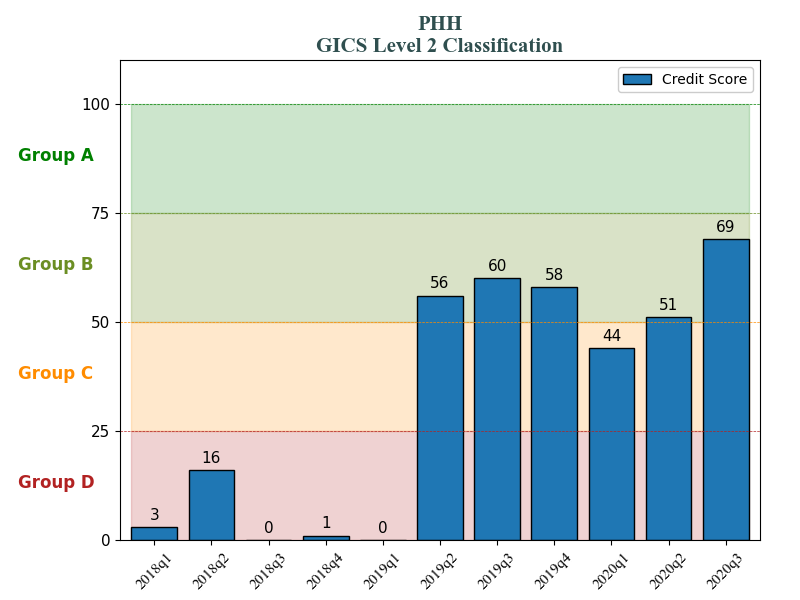 PHH
GICS Level 2 Classification
Credit Score
100
Group A
75
69
Group B
60
58
56
51
50
44
Group C
25
16
Group D
3
1
0
0
0
2018q1
2018q2
2018q3
2018q4
2019q1
2019q2
2019q3
2019q4
2020q1
2020q2
2020q3